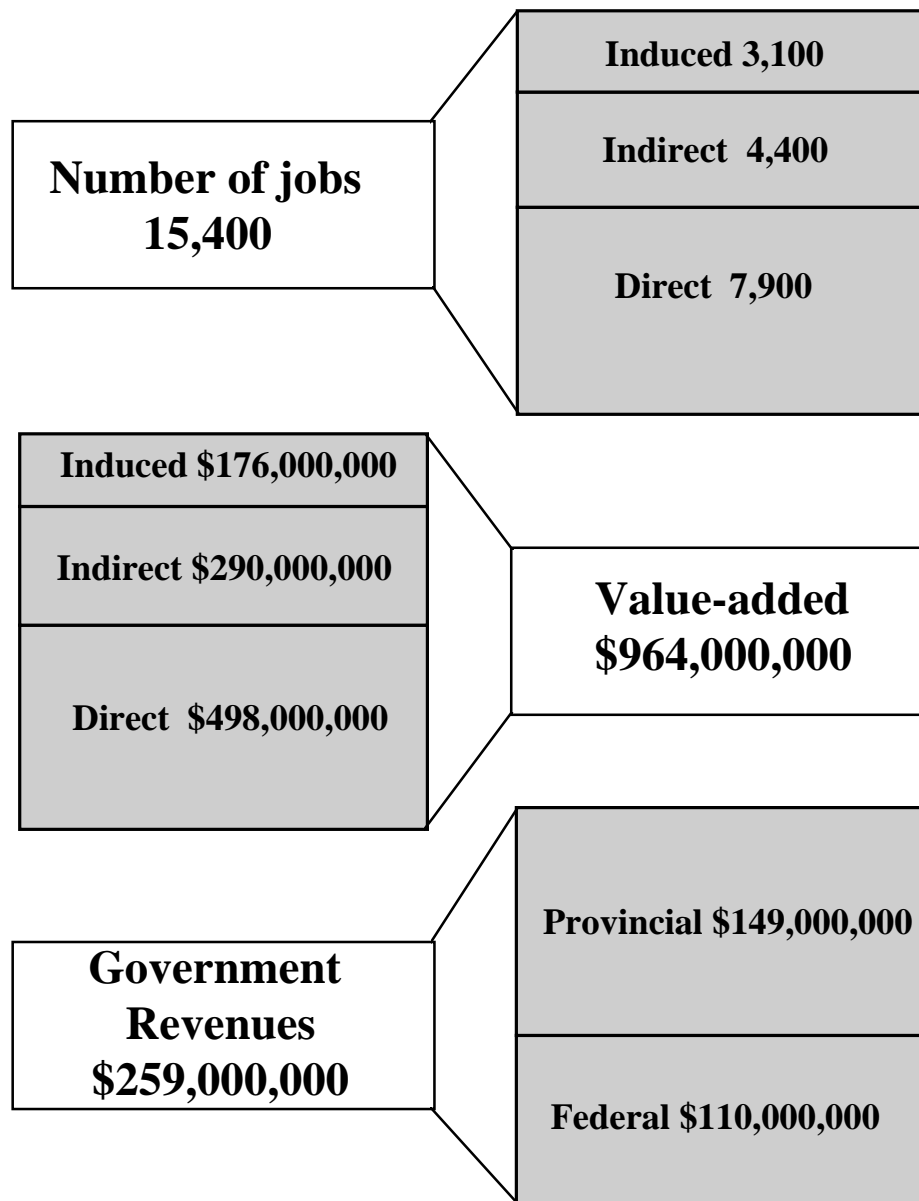 Induced 3,100
Indirect 4,400
Number of jobs
15,400
Direct 7,900
Induced $176,000,000
Indirect $290,000,000
Value-added
$964,000,000
Direct $498,000,000
Provincial $149,000,000
Government
Revenues
$259,000,000
Federal $110,000,000